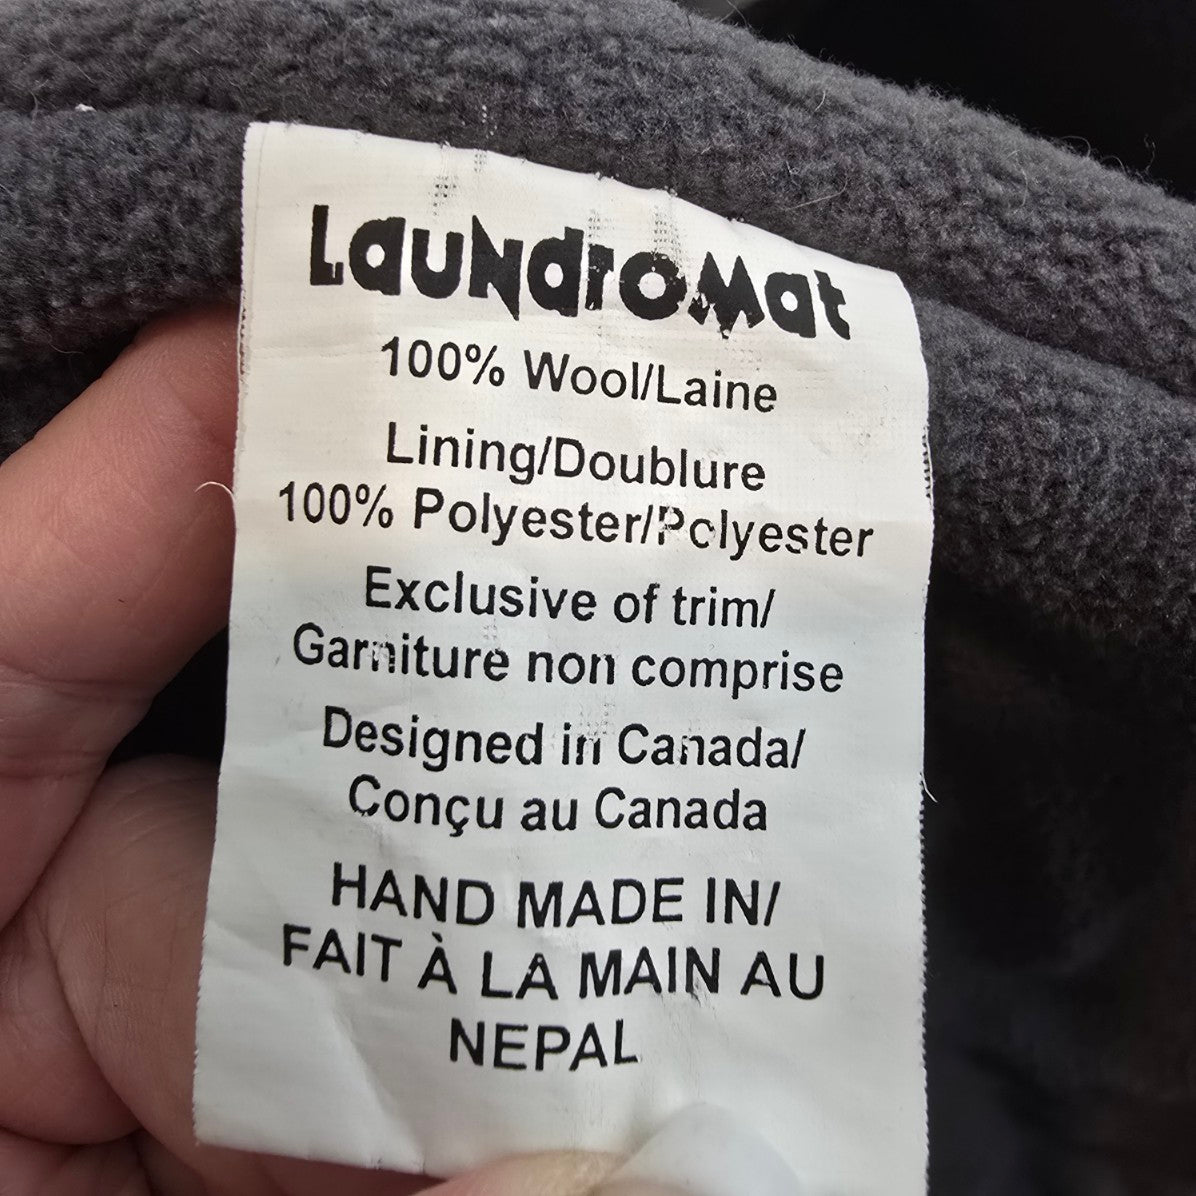 LauNdroMat
100% Wool/Laine
Lining/Doublure
100% Polyester/Polyester
Exclusive of trim/
Garniture non comprise
Designed in Canada/
Conçu au Canada
HAND MADE IN/
FAIT À LA MAIN AU
NEPAL